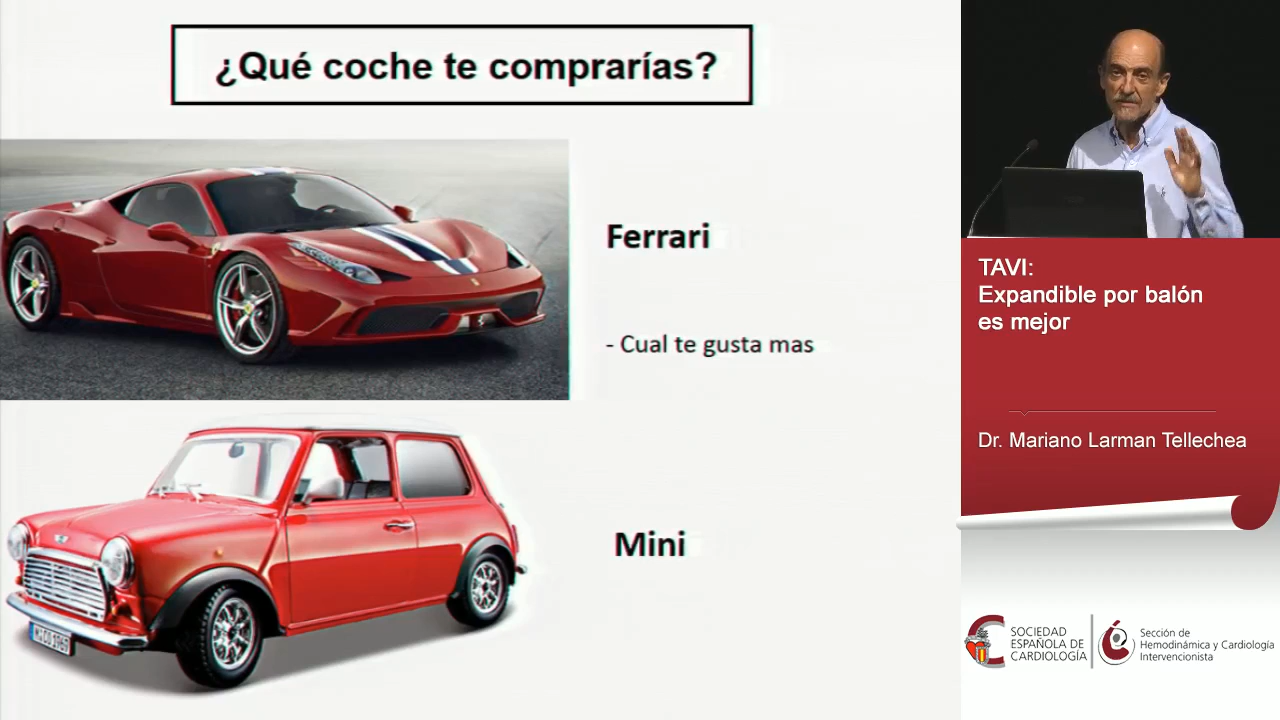 ¿Qué coche te comprarías?
Ferrari
- Cual te gusta mas
Mini
TAVI:
Expandible por balón
es mejor
Dr. Mariano Larman Tellechea
SOCIEDAD
ESPAÑOLA DE
CARDIOLOGÍA
Sección de
Hemodinámica y Cardiología
Intervencionista